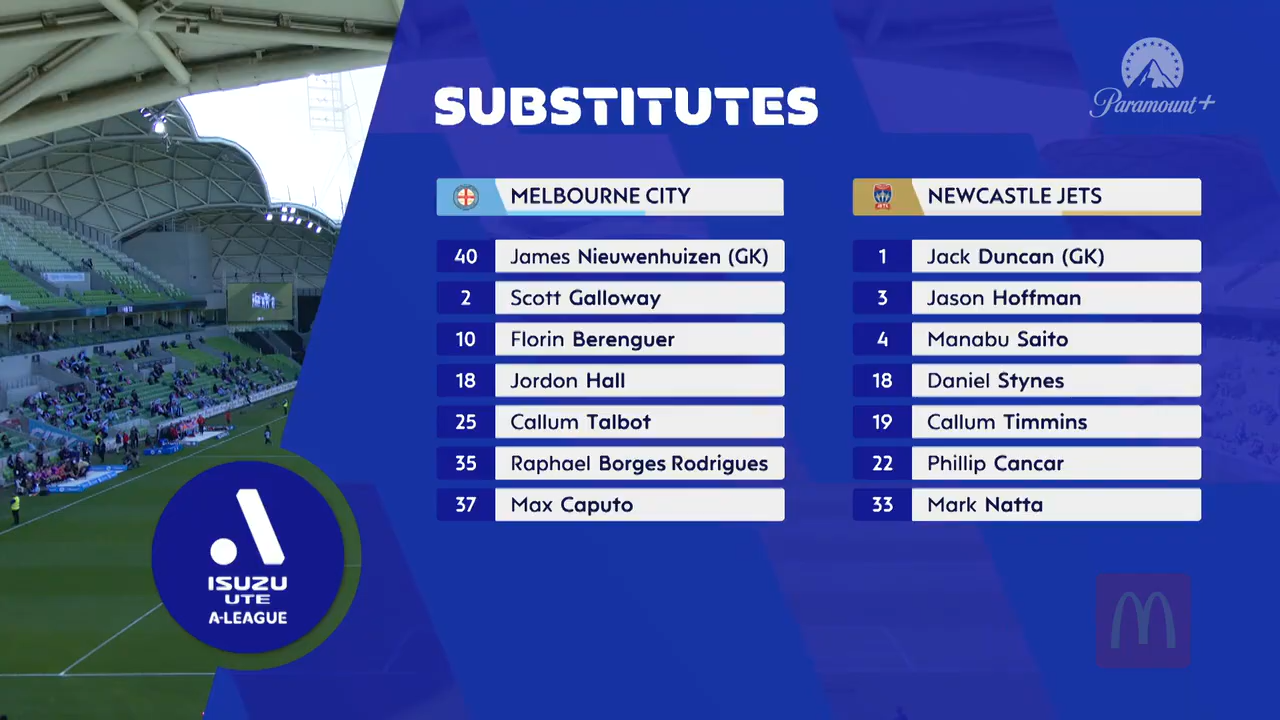 SUBSTITUTES
Paramount+
MELBOURNE CITY
40 James Nieuwenhuizen (GK)
2 Scott Galloway
10 Florin Berenguer
18 Jordon Hall
25 Callum Talbot
35 Raphael Borges Rodrigues
37 Max Caputo
NEWCASTLE JETS
1 Jack Duncan (GK)
3 Jason Hoffman
4 Manabu Saito
18 Daniel Stynes
19 Callum Timmins
22 Phillip Cancar
33 Mark Natta
ISUZU
UTE
A-LEAGUE
JETS